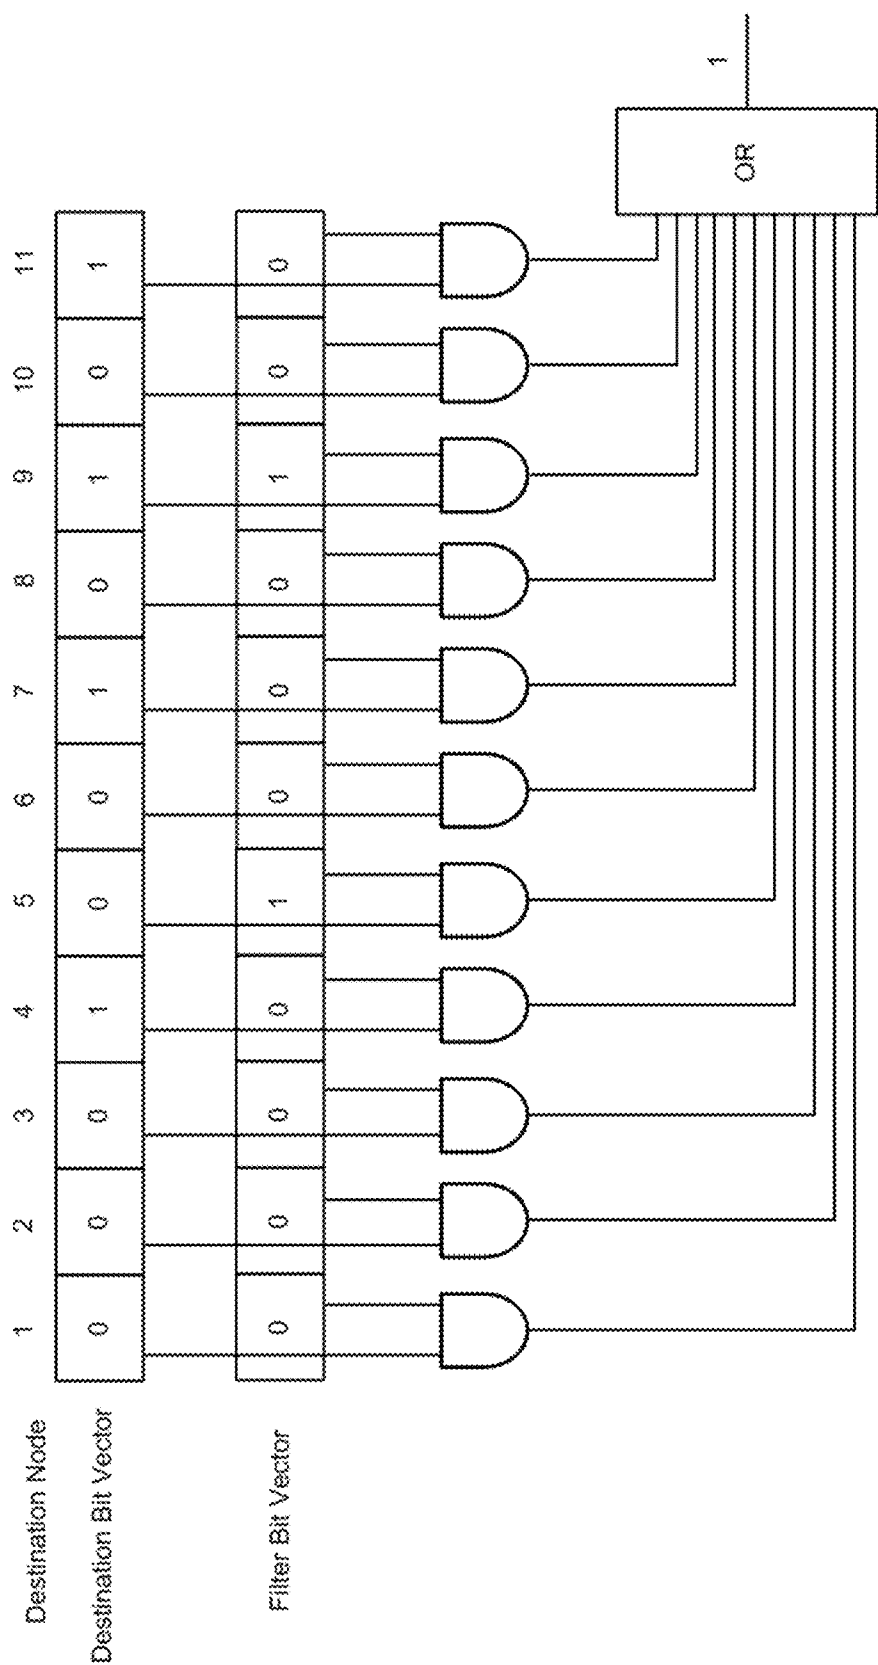 Destination Node 1 2 3 4 5 6 7 8 9 10 11
Destination Bit Vector 0 0 0 1 0 0 1 0 1 0 1
Filter Bit Vector 0 0 0 0 1 0 0 0 1 0 0
OR
1